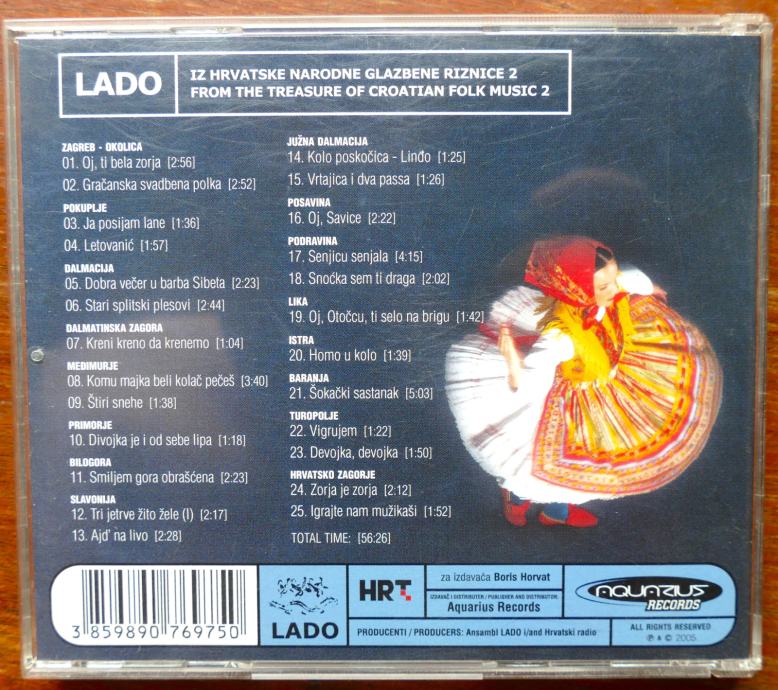 LADO
IZ HRVATSKE NARODNE GLAZBENE RIZNICE 2
FROM THE TREASURE OF CROATIAN FOLK MUSIC 2
ZAGREB - OKOLICA
01. Oj, ti bela zorja [2:56]
02. Gračanska svadbena polka [2:52]
POKUPLJE
03. Ja posijam lane [1:36]
04. Letovanić [1:57]
DALMACIJA
05. Dobra večer u barba Sibeta [2:23]
06. Stari splitski plesovi [2:44]
DALMATINSKA ZAGORA
07. Kreni kreno da krenemo [1:04]
MEĐIMURJE
08. Komu majka beli kolač pečeš [3:40]
09. Štiri snehe [1:38]
PRIMORJE
10. Divojka je i od sebe lipa [1:18]
BILOGORA
11. Smiljem gora obrašćena [2:23]
SLAVONIJA
12. Tri jetrve žito žele (I) [2:17]
13. Ajd' na livo [2:28]
JUŽNA DALMACIJA
14. Kolo poskočica - Linđo [1:25]
15. Vrtajica i dva passa [1:26]
POSAVINA
16. Oj, Savice [2:22]
PODRAVINA
17. Senjicu senjala [4:15]
18. Snoćka sem ti draga [2:02]
LIKA
19. Oj, Otočcu, ti selo na brigu [1:42]
ISTRA
20. Homo u kolo [1:39]
BARANJA
21. Šokački sastanak [5:03]
TUROPOLJE
22. Vigrujem [1:22]
23. Devojka, devojka [1:50]
HRVATSKO ZAGORJE
24. Zorja je zorja [2:12]
25. Igrajte nam mužikaši [1:52]
TOTAL TIME: [56:26]
3 859890 769750
LADO
HRT
za izdavača Boris Horvat
IZDAVAČ I DISTRIBUTER / PUBLISHER AND DISTRIBUTOR:
Aquarius Records
AQUARIUS
RECORDS
PRODUCENTI / PRODUCERS: Ansambl LADO i/and Hrvatski radio
ALL RIGHTS RESERVED
℗ & © 2005.